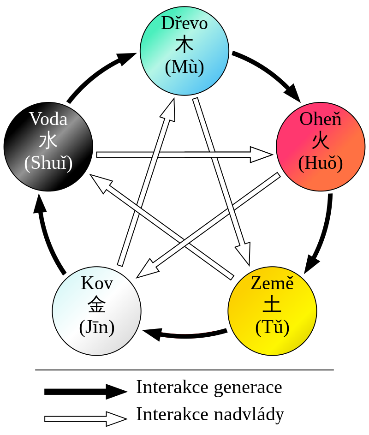 Dřevo
木
(Mù)
Voda
水
(Shuǐ)
Oheň
火
(Huǒ)
Kov
金
(Jīn)
Země
土
(Tǔ)
Interakce generace
Interakce nadvlády